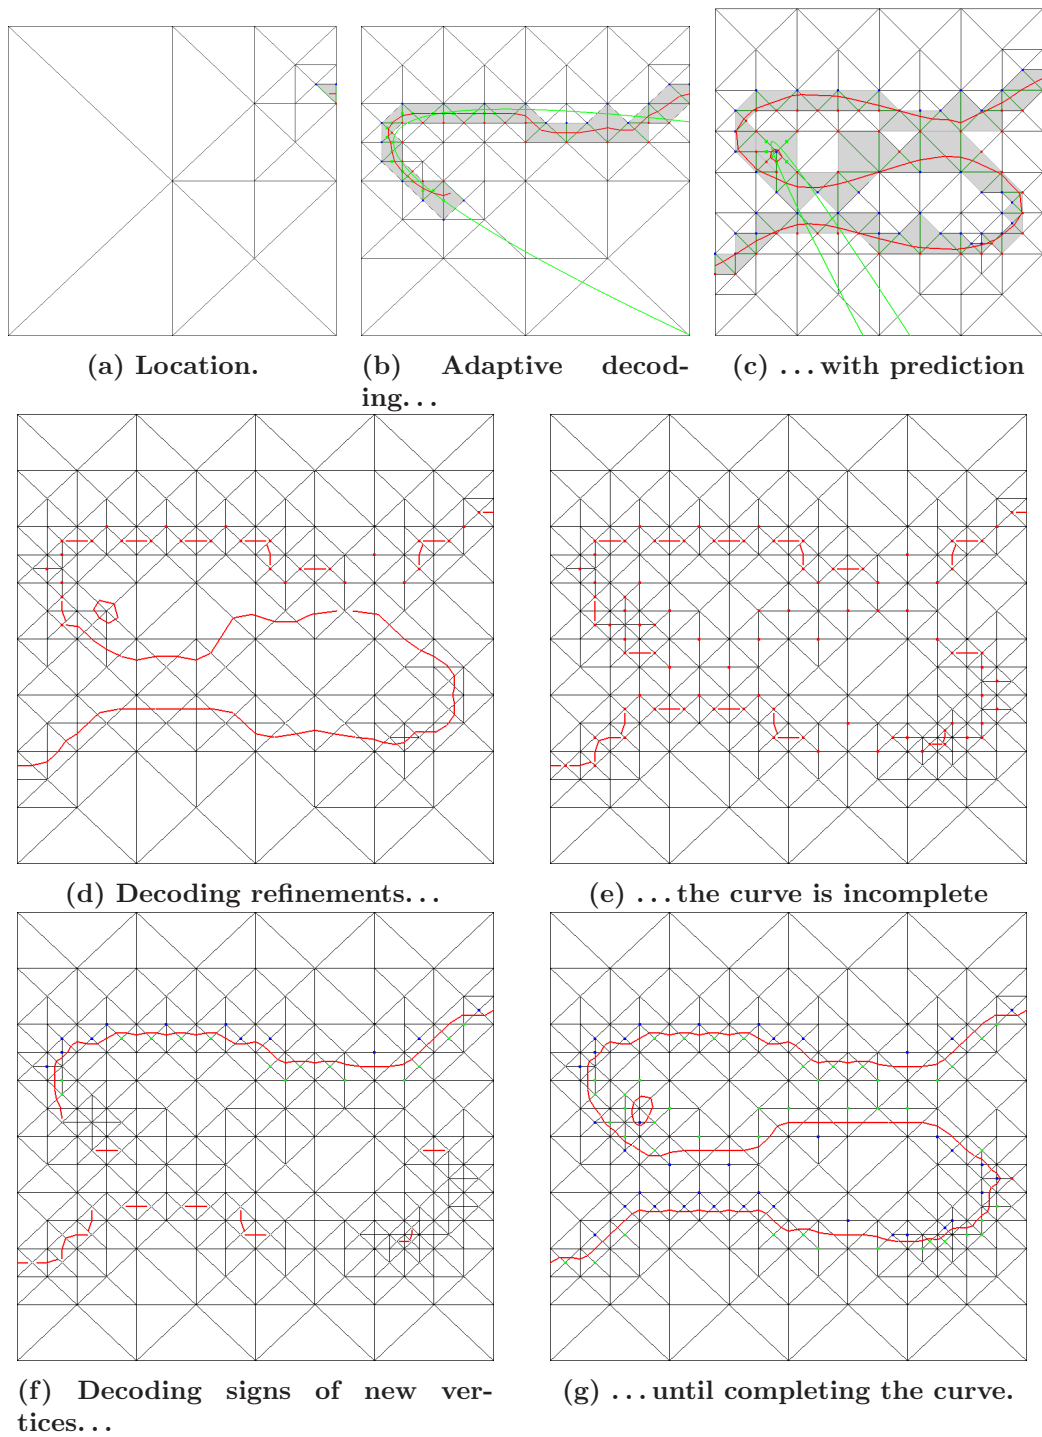 (a) Location.
(b) Adaptive decod-
ing...
(c) ...with prediction
(d) Decoding refinements...
(e) ...the curve is incomplete
(f) Decoding signs of new ver-
tices...
(g) ...until completing the curve.